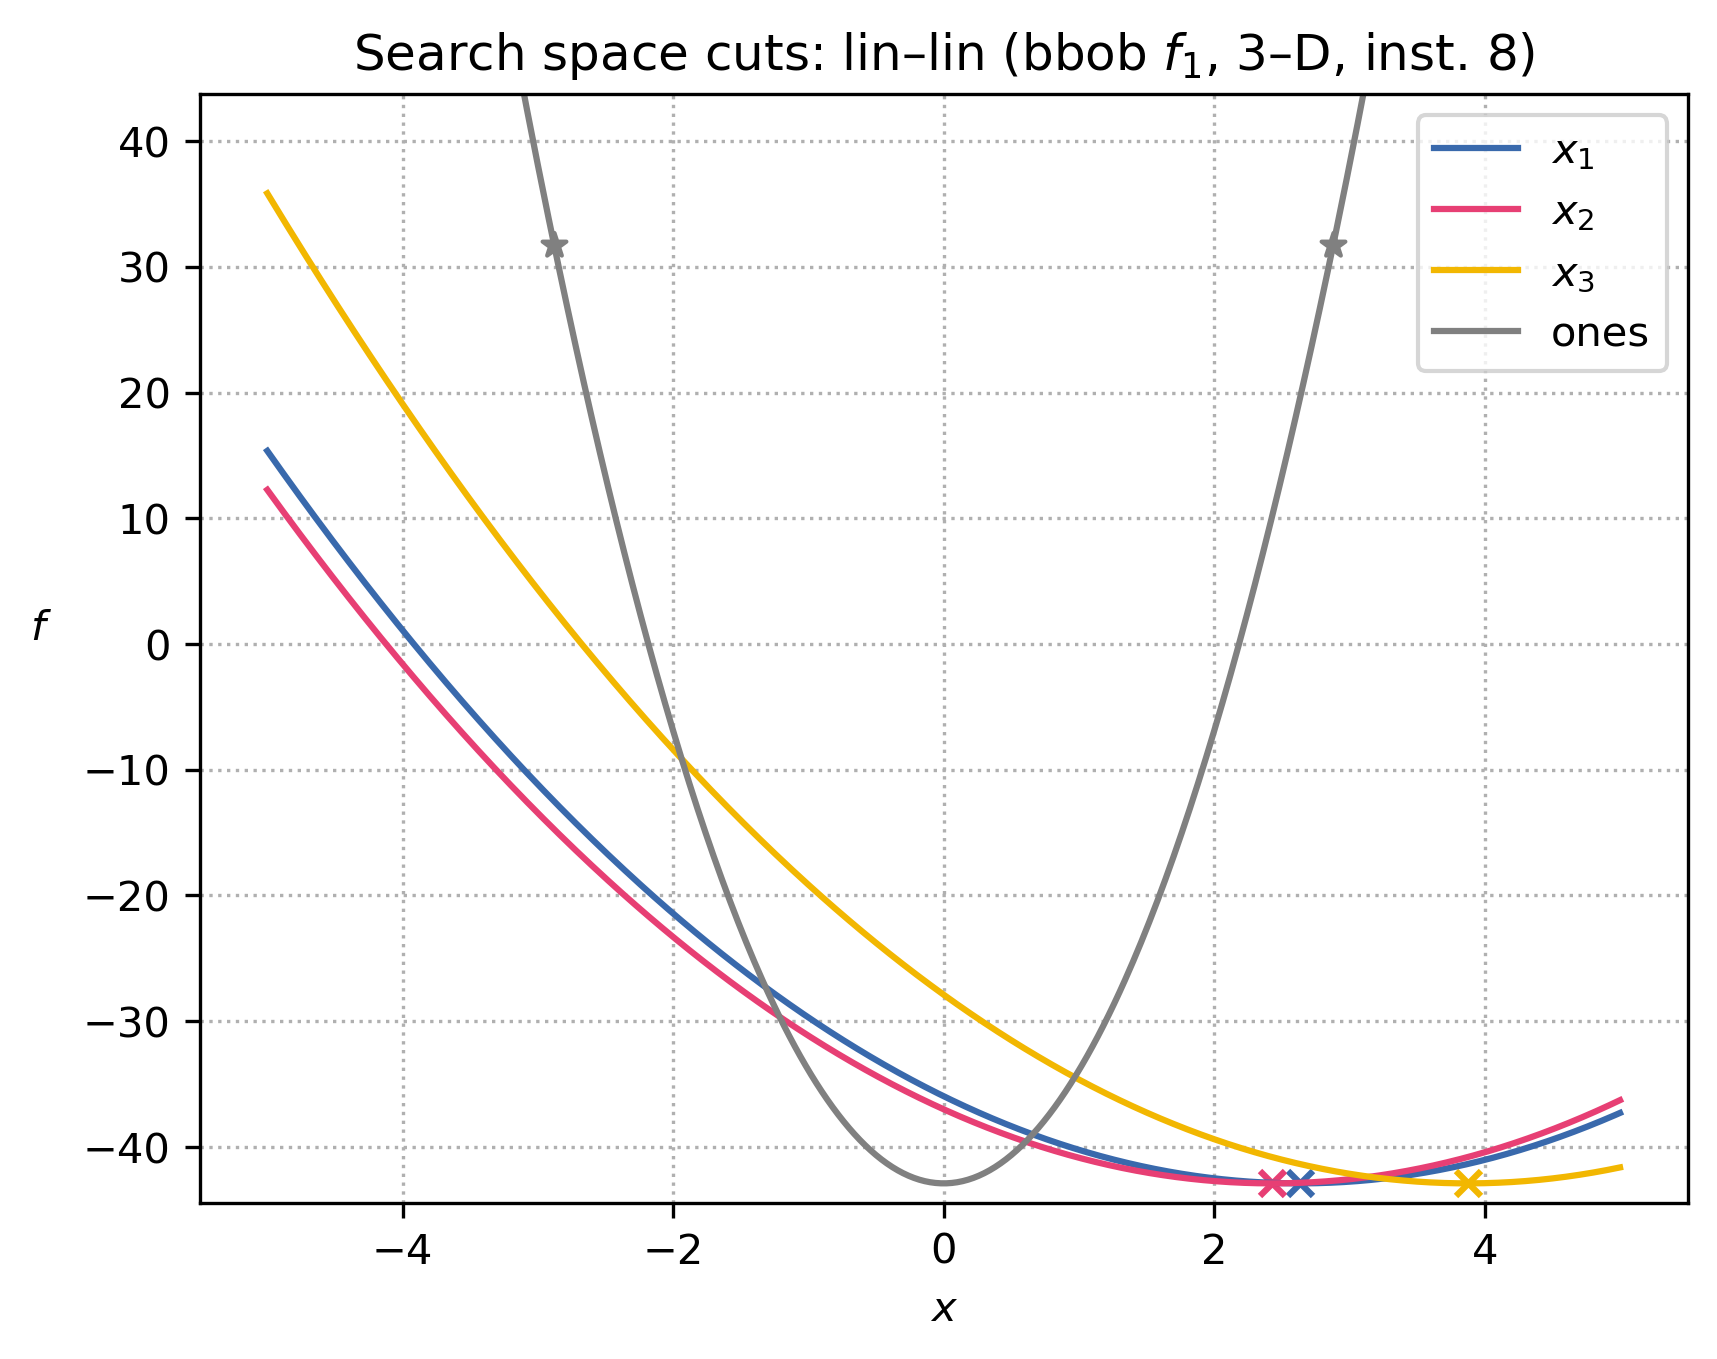 Search space cuts: lin–lin (bbob f₁, 3–D, inst. 8)
40
30
20
10
0
−10
−20
−30
−40
f
x₁
x₂
x₃
ones
−4
−2
0
2
4
x